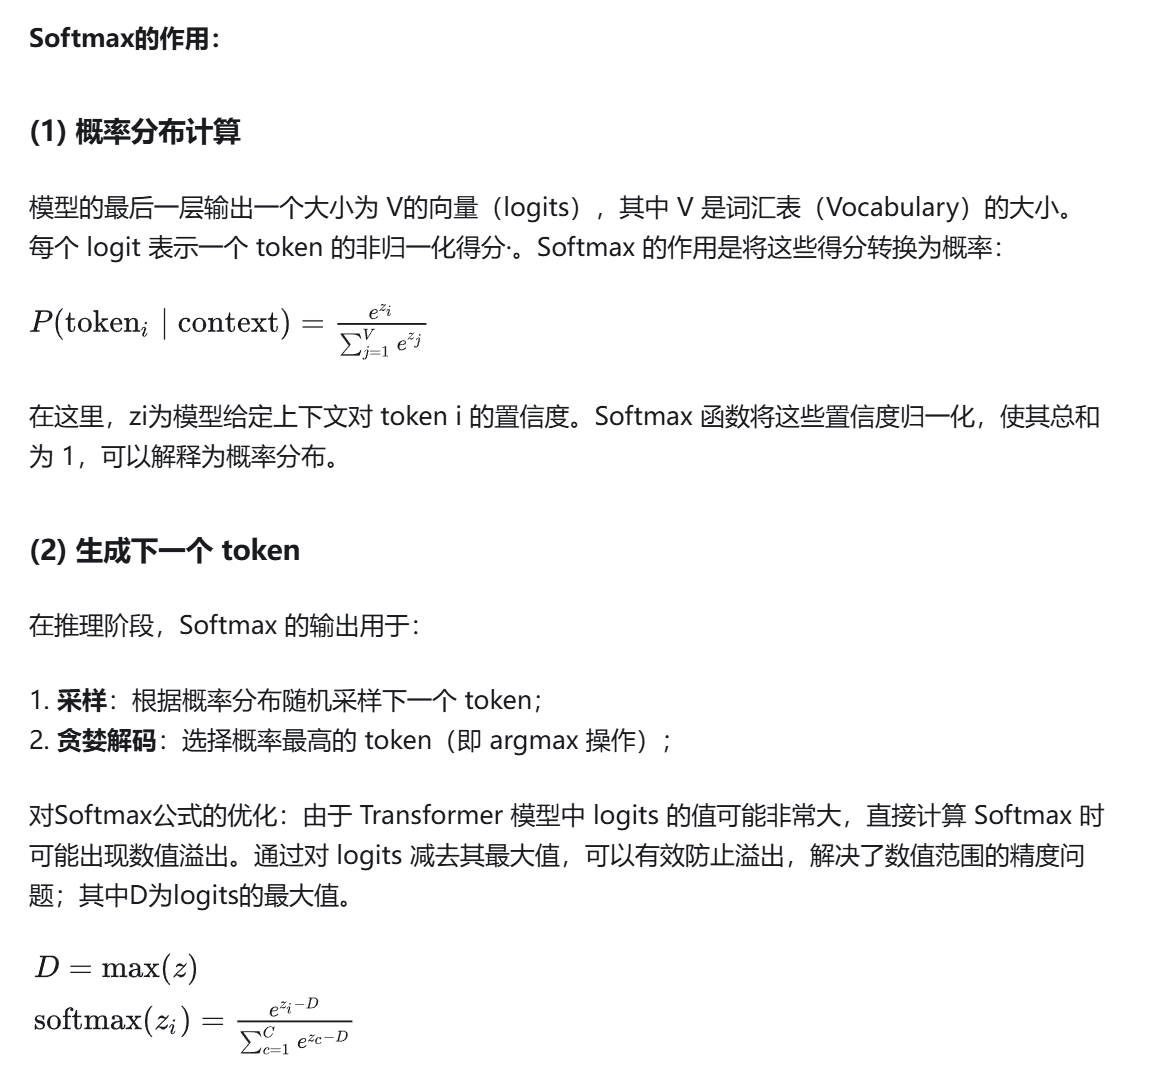 Softmax的作用：
(1) 概率分布计算
模型的最后一层输出一个大小为 V的向量（logits），其中 V 是词汇表（Vocabulary）的大小。
每个 logit 表示一个 token 的非归一化得分·。Softmax 的作用是将这些得分转换为概率：
P(token_i | context) = \frac{e^{z_i}}{\sum_{j=1}^{V} e^{z_j}}
在这里，zi为模型给定上下文对 token i 的置信度。Softmax 函数将这些置信度归一化，使其总和
为 1，可以解释为概率分布。
(2) 生成下一个 token
在推理阶段，Softmax 的输出用于：
1. 采样：根据概率分布随机采样下一个 token；
2. 贪婪解码：选择概率最高的 token（即 argmax 操作）；
对Softmax公式的优化：由于 Transformer 模型中 logits 的值可能非常大，直接计算 Softmax 时
可能出现数值溢出。通过对 logits 减去其最大值，可以有效防止溢出，解决了数值范围的精度问
题；其中D为logits的最大值。
D = max(z)
softmax(z_i) = \frac{e^{z_i-D}}{\sum_{c=1}^{C} e^{z_c-D}}